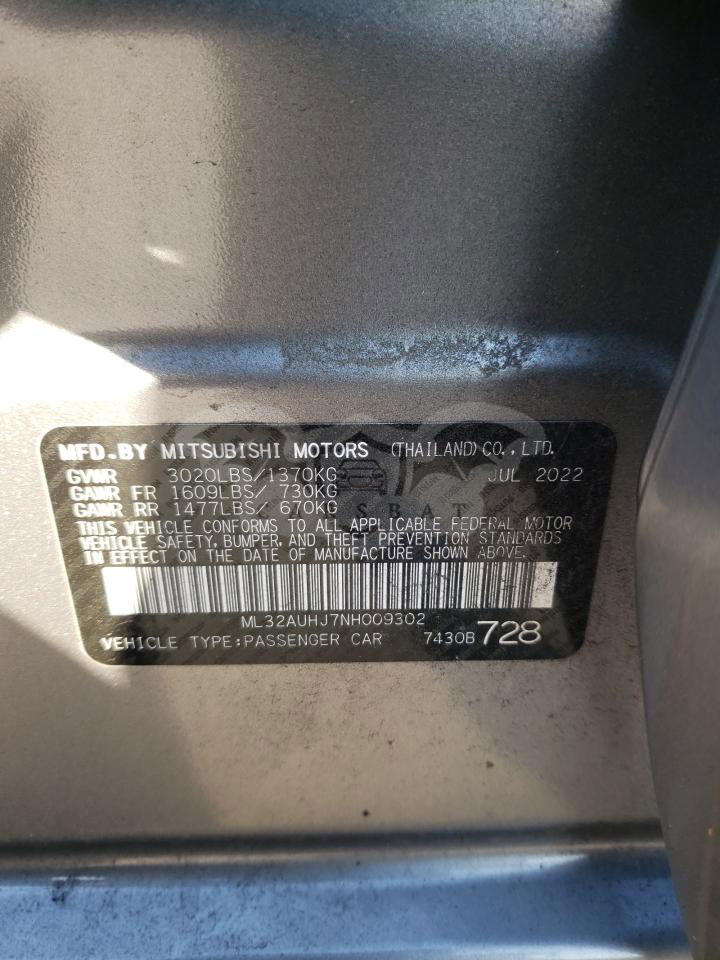 MFD.BY MITSUBISHI MOTORS (THAILAND) CO.,LTD.
GVWR 3020LBS/1370KG JUL 2022
GAWR FR 1609LBS/ 730KG
GAWR RR 1477LBS/ 670KG
THIS VEHICLE CONFORMS TO ALL APPLICABLE FEDERAL MOTOR
VEHICLE SAFETY, BUMPER, AND THEFT PREVENTION STANDARDS
IN EFFECT ON THE DATE OF MANUFACTURE SHOWN ABOVE.
ML32AUHJ7NH009302
VEHICLE TYPE:PASSENGER CAR 7430B 728